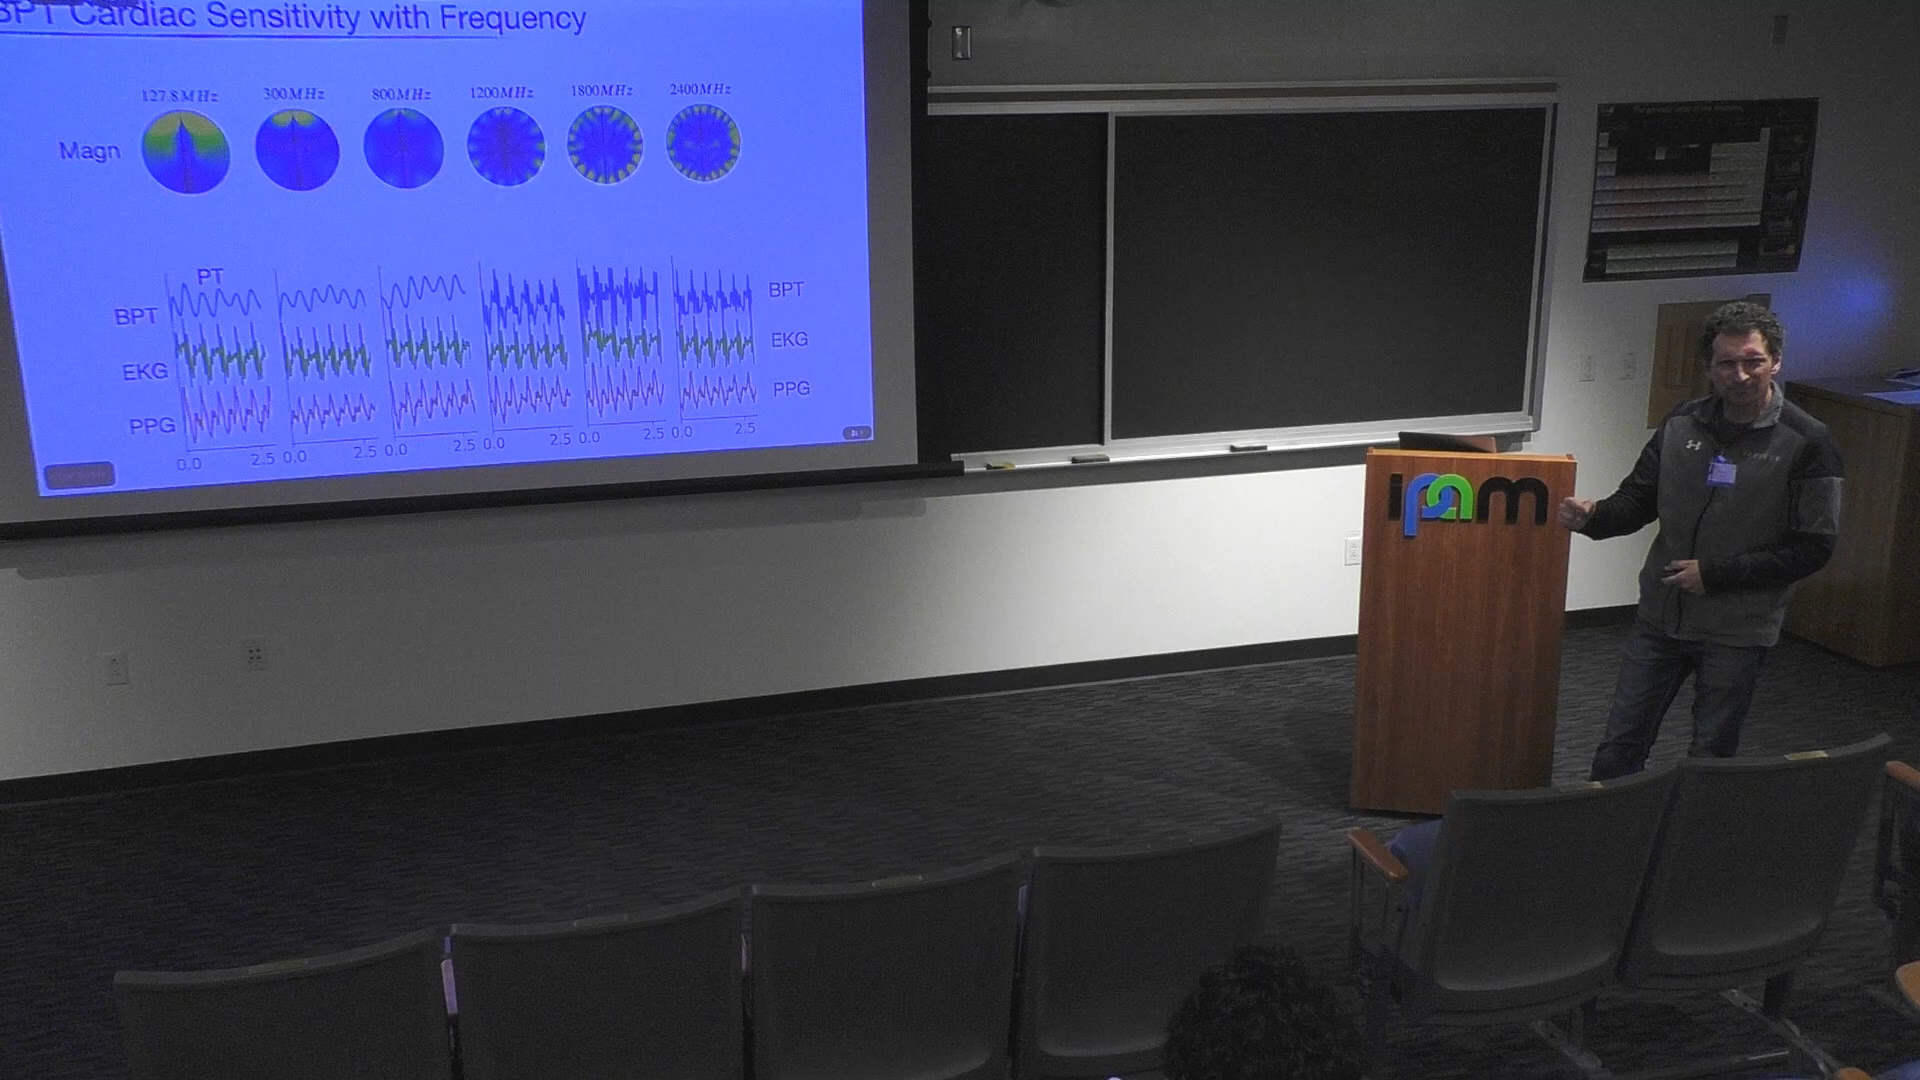 BPT Cardiac Sensitivity with Frequency
127.8MHz 300MHz 800MHz 1200MHz 1800MHz 2400MHz
Magn
PT
BPT BPT
EKG EKG
PPG PPG
0.0 2.5 0.0 2.5 0.0 2.5 0.0 2.5 0.0 2.5 0.0 2.5
ipam